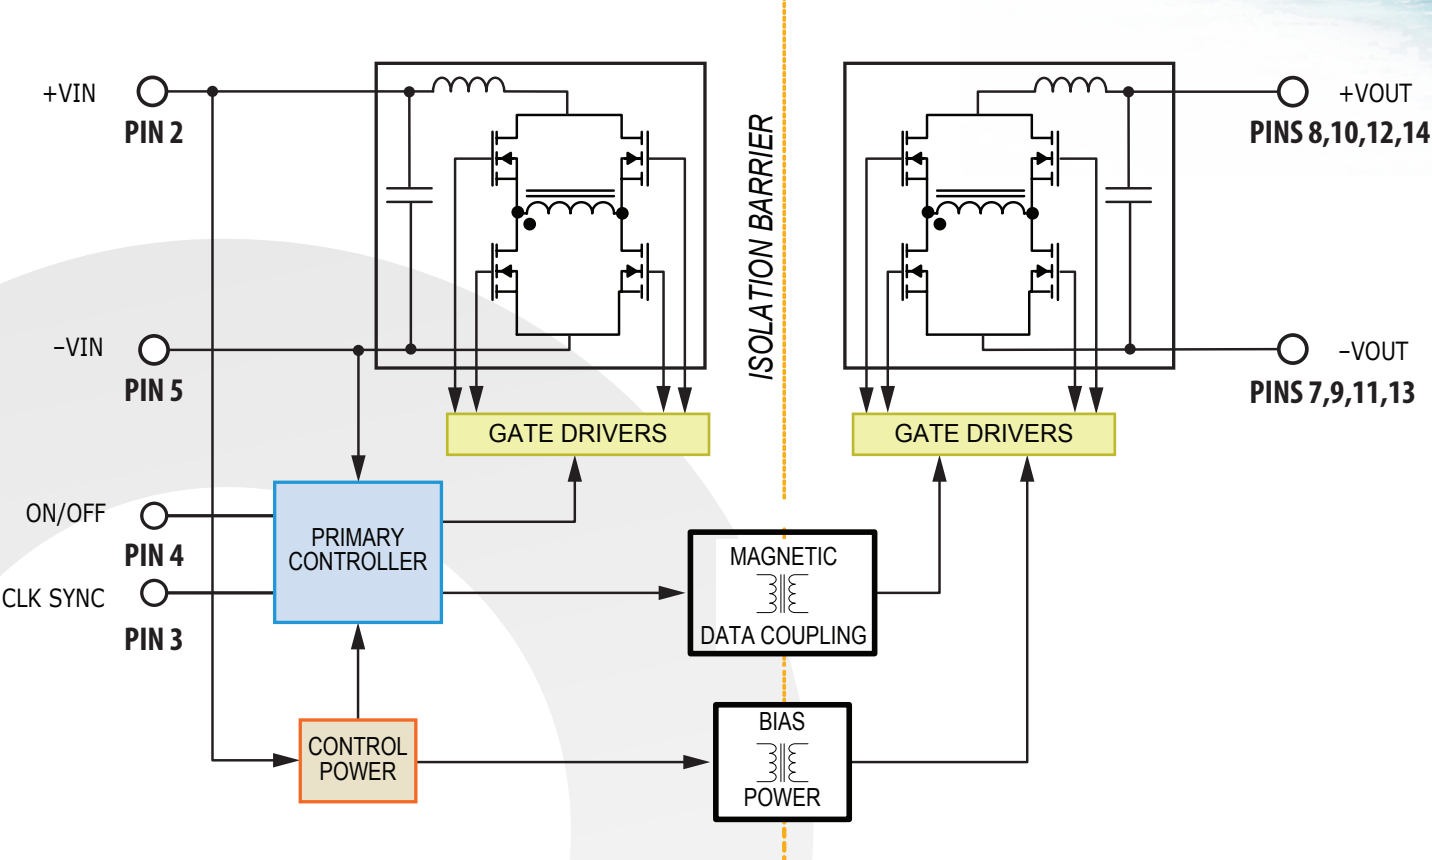 +VIN
PIN 2
−VIN
PIN 5
ON/OFF
PIN 4
CLK SYNC
PIN 3
PRIMARY
CONTROLLER
CONTROL
POWER
GATE DRIVERS
ISOLATION BARRIER
MAGNETIC
DATA COUPLING
BIAS
POWER
GATE DRIVERS
+VOUT
PINS 8,10,12,14
−VOUT
PINS 7,9,11,13